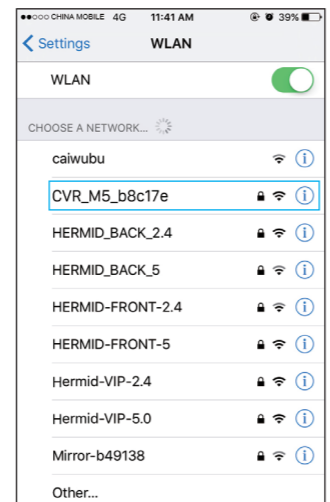 CHINA MOBILE 4G 11:41 AM 39%
Settings WLAN
WLAN
CHOOSE A NETWORK...
caiwubu
CVR_M5_b8c17e
HERMID_BACK_2.4
HERMID_BACK_5
HERMID-FRONT-2.4
HERMID-FRONT-5
Hermid-VIP-2.4
Hermid-VIP-5.0
Mirror-b49138
Other...